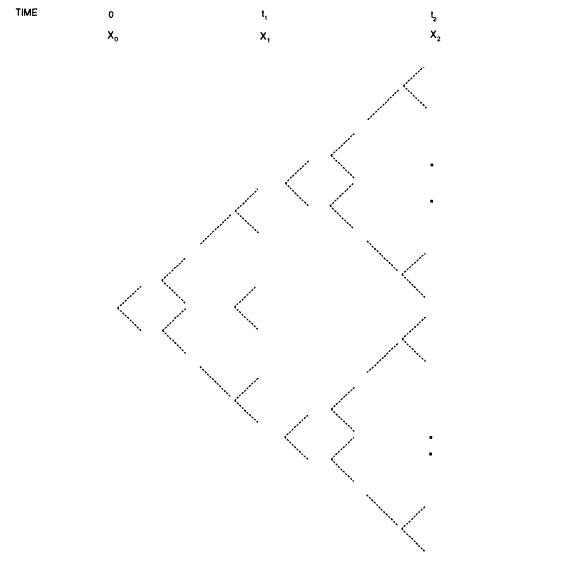 TIME 0 t₁ t₂
X₀ X₁ X₂